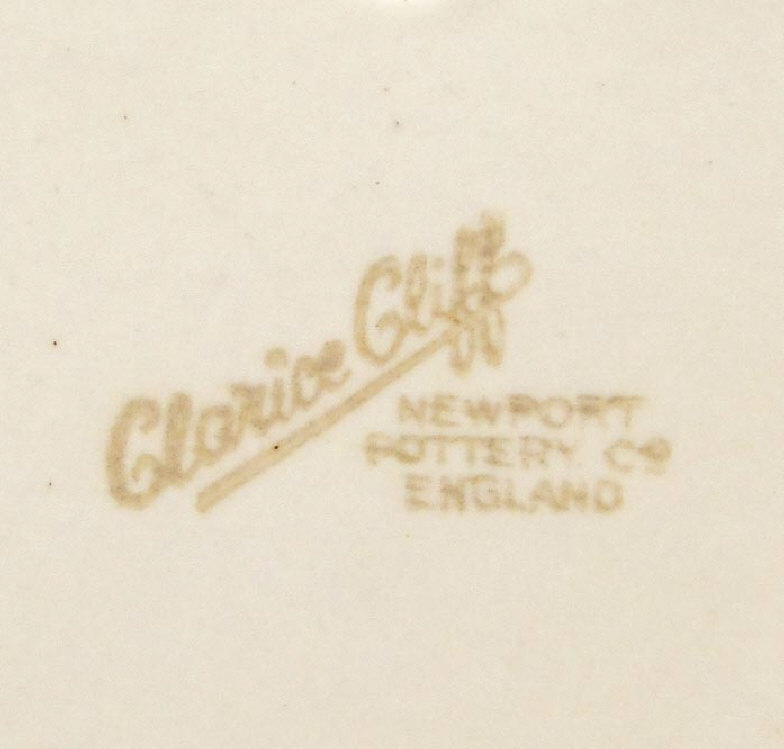 Clarice Cliff
NEWPORT
POTTERY Co
ENGLAND